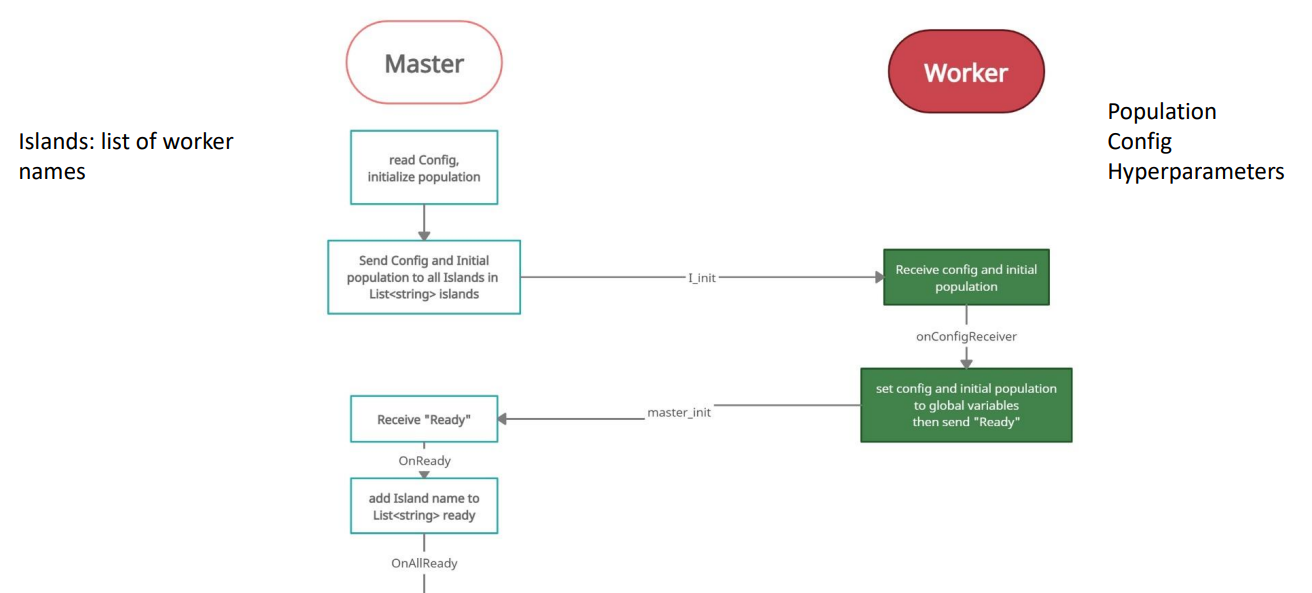 Master
Worker
Islands: list of worker
names
Population
Config
Hyperparameters
read Config,
initialize population
Send Config and Initial
population to all Islands in
List<string> islands
I_init
Receive config and initial
population
onConfigReceiver
set config and initial population
to global variables
then send "Ready"
master_init
Receive "Ready"
OnReady
add Island name to
List<string> ready
OnAllReady